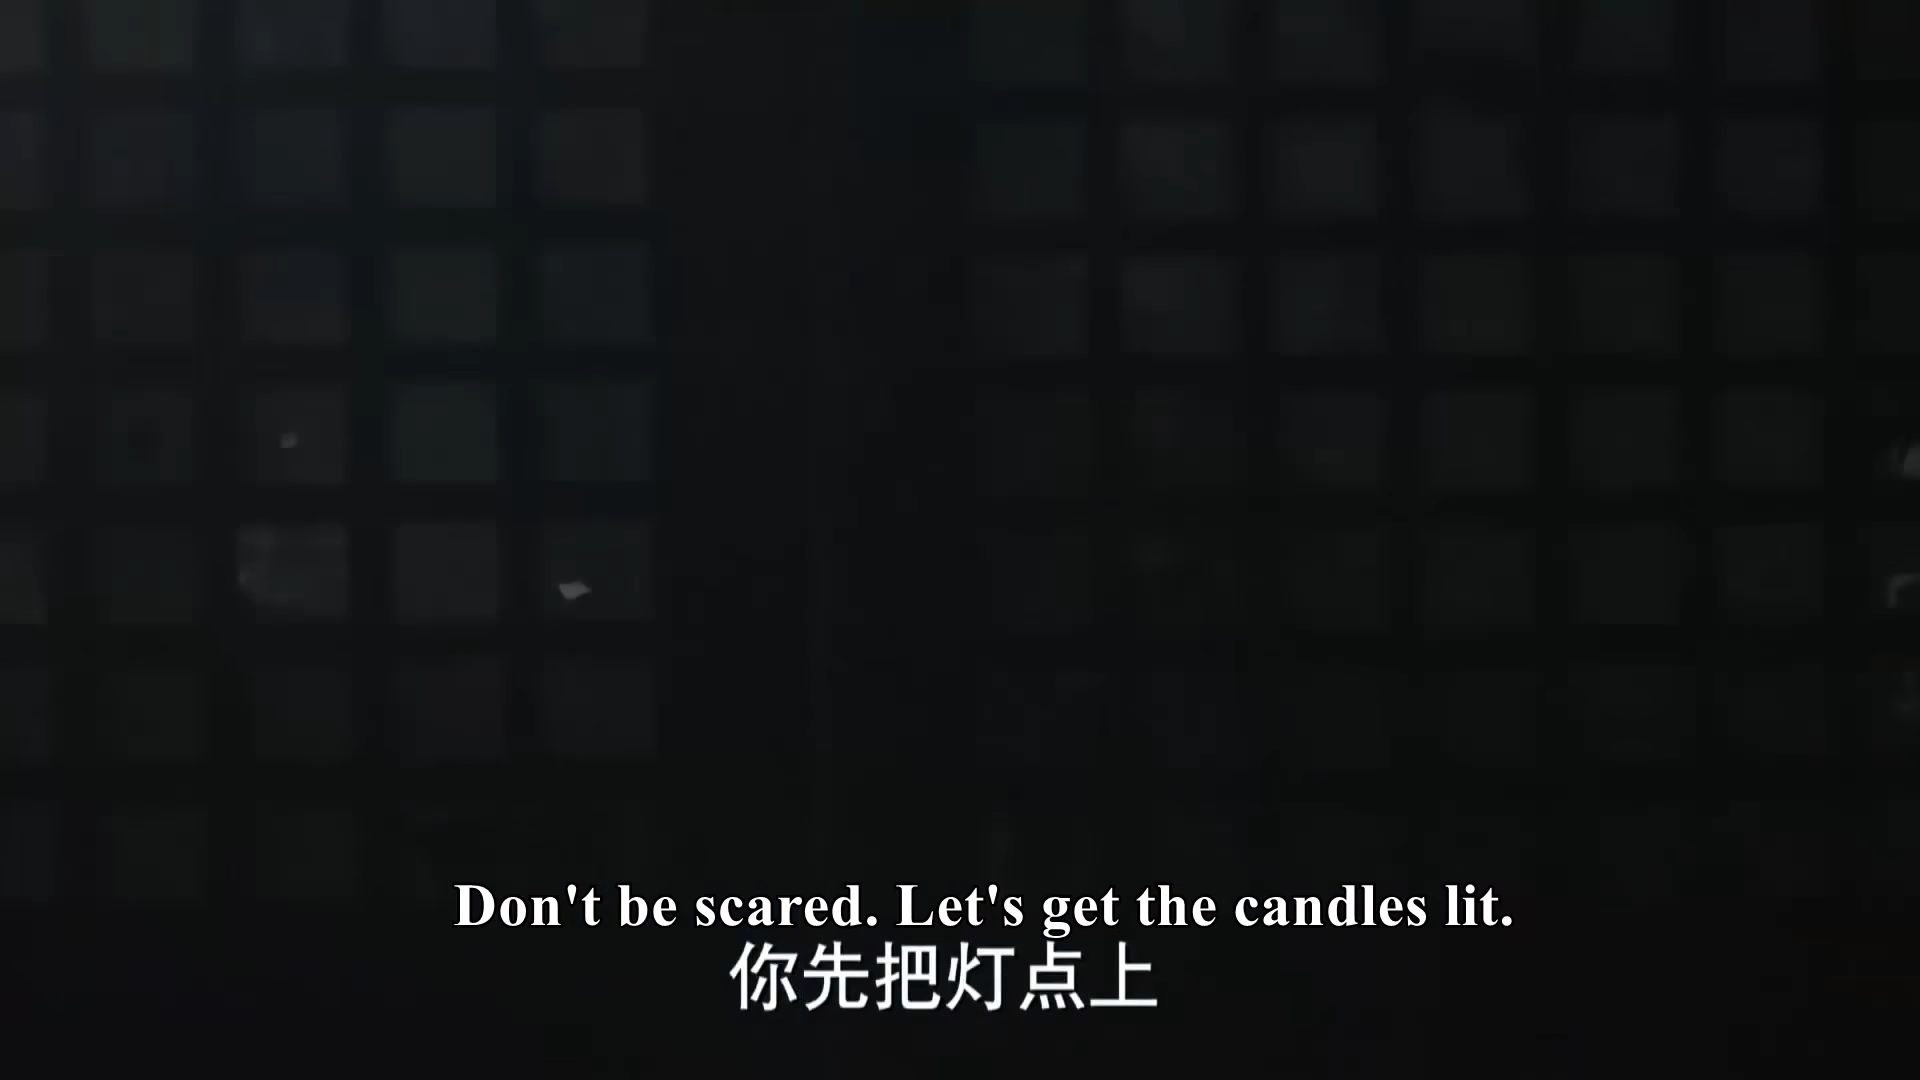 Don't be scared. Let's get the candles lit.
你先把灯点上